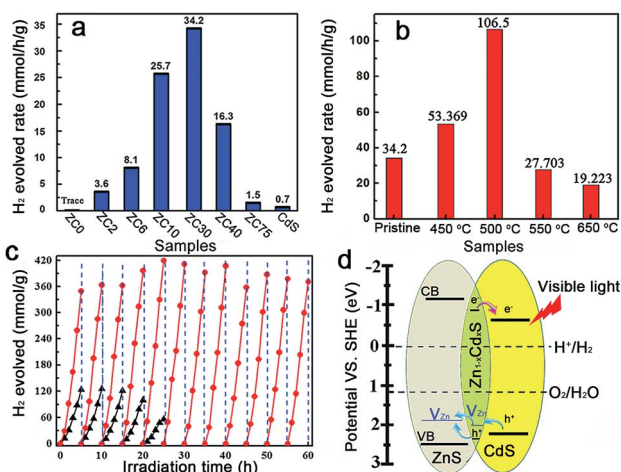 a
H₂ evolved rate (mmol/h/g)
35
30
25
20
15
10
5
0
Trace
3.6
8.1
25.7
34.2
16.3
1.5
0.7
ZC0
ZC2
ZC6
ZC10
ZC30
ZC40
ZC75
CdS
Samples
b
H₂ evolved rate (mmol/h/g)
100
80
60
40
20
0
34.2
53.369
106.5
27.703
19.223
Pristine
450 °C
500 °C
550 °C
650 °C
Samples
c
H₂ evolved (mmol/g)
420
360
300
240
180
120
60
0
0
10
20
30
40
50
60
Irradiation time (h)
d
Potential VS. SHE (eV)
-2
-1
0
1
2
3
CB
e⁻
e⁻
Visible light
Zn₁₋ₓCdₓS
H⁺/H₂
O₂/H₂O
V_Zn
V_Zn
h⁺
VB
h⁺
ZnS
CdS